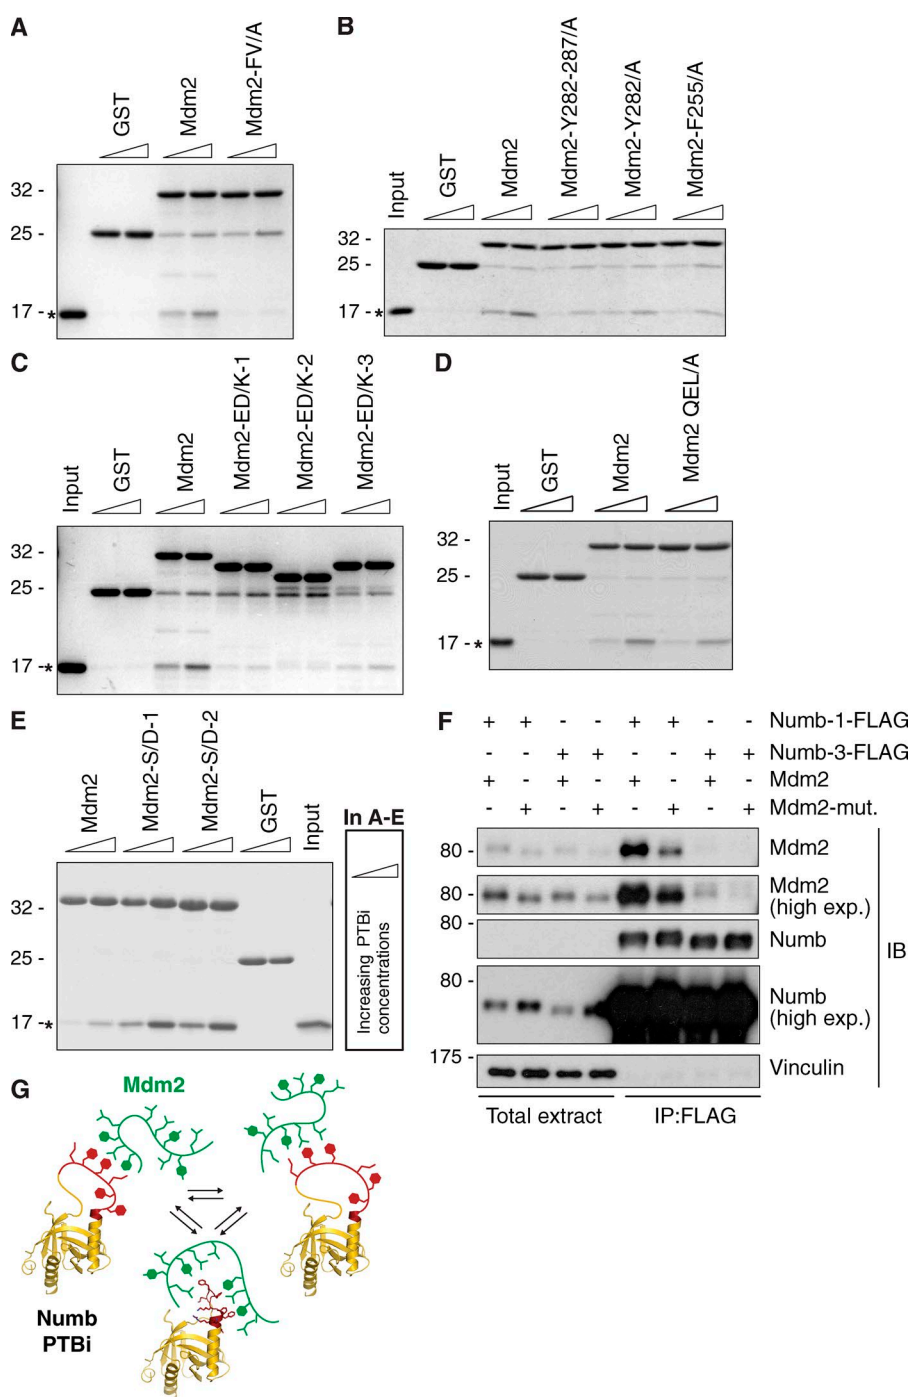 A
GST
Mdm2
Mdm2-FV/A
32 -
25 -
17 -*
B
Input
GST
Mdm2
Mdm2-Y282-287/A
Mdm2-Y282/A
Mdm2-F255/A
32 -
25 -
17 -*
C
Input
GST
Mdm2
Mdm2-ED/K-1
Mdm2-ED/K-2
Mdm2-ED/K-3
32 -
25 -
17 -*
D
Input
GST
Mdm2
Mdm2 QEL/A
32 -
25 -
17 -*
E
Mdm2
Mdm2-S/D-1
Mdm2-S/D-2
GST
Input
32 -
25 -
17 -*
In A-E
Increasing PTBi
concentrations
F
+ + - - + + - - Numb-1-FLAG
- - + + - - + + Numb-3-FLAG
+ - + - + - + - Mdm2
- + - + - + - + Mdm2-mut.
80 - Mdm2
80 - Mdm2
(high exp.)
80 - Numb
80 - Numb
(high exp.)
175 - Vinculin
IB
Total extract IP:FLAG
G
Mdm2
Numb
PTBi